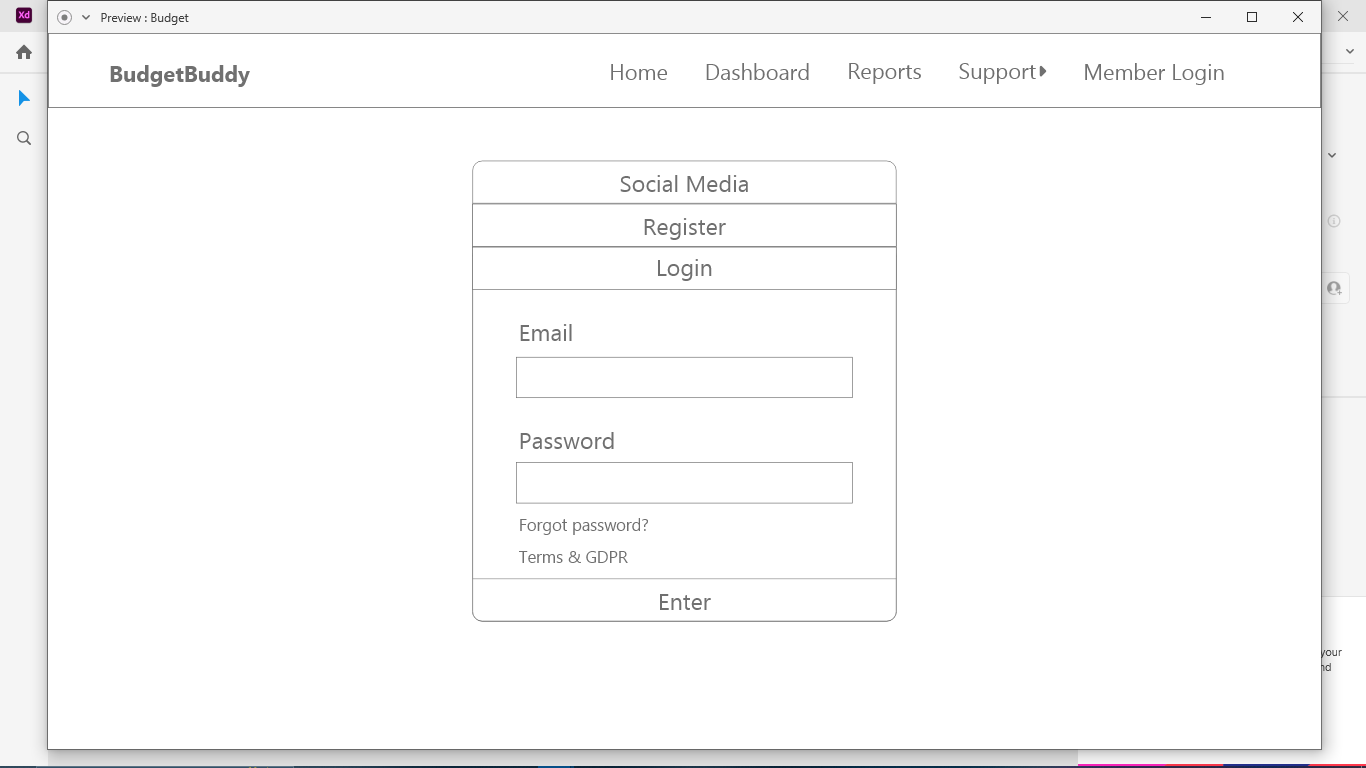 Xd
Preview : Budget
BudgetBuddy
Home Dashboard Reports Support Member Login
Social Media
Register
Login
Email
Password
Forgot password?
Terms & GDPR
Enter
your
nd